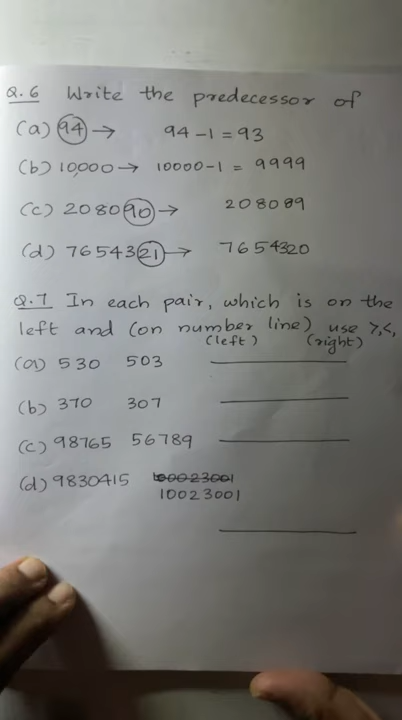 Q.6 Write the predecessor of
(a) 94 → 94 - 1 = 93
(b) 10,000 → 10000 - 1 = 9999
(c) 208090 → 208089
(d) 7654321 → 7654320
Q.7 In each pair, which is on the
left and (on number line) use >,<,
(left) (right)
(a) 530 503
(b) 370 307
(c) 98765 56789
(d) 9830415 10023001
10023001